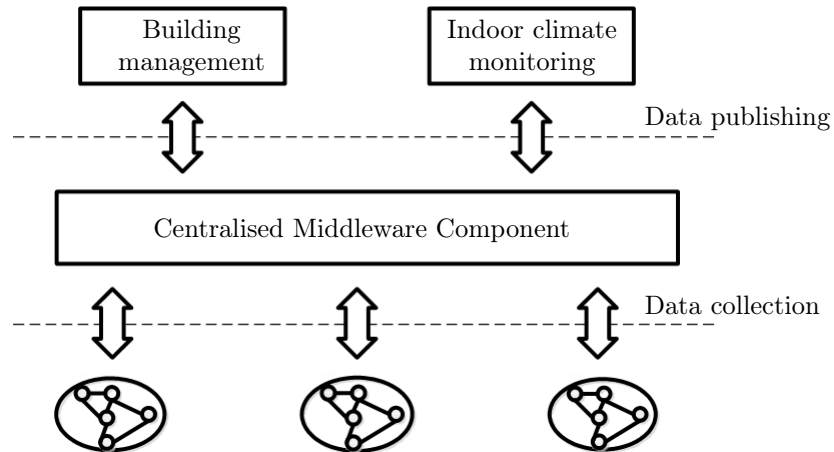 Building
management
Indoor climate
monitoring
Data publishing
Centralised Middleware Component
Data collection